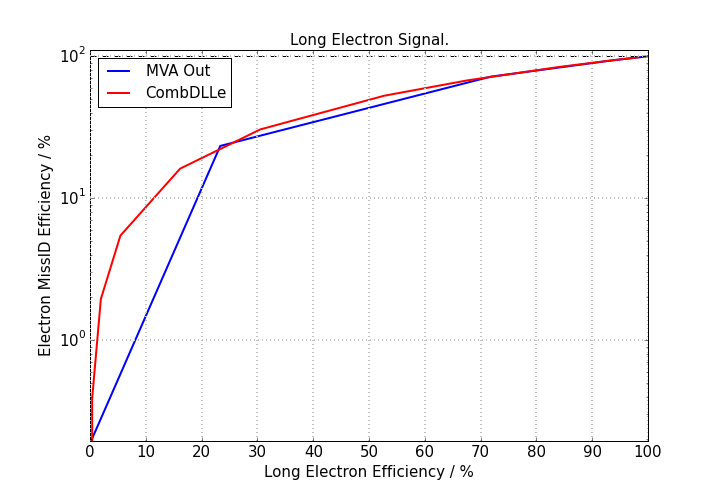 Long Electron Signal.
MVA Out
CombDLLe
Electron MissID Efficiency / %
10²
10¹
10⁰
0 10 20 30 40 50 60 70 80 90 100
Long Electron Efficiency / %